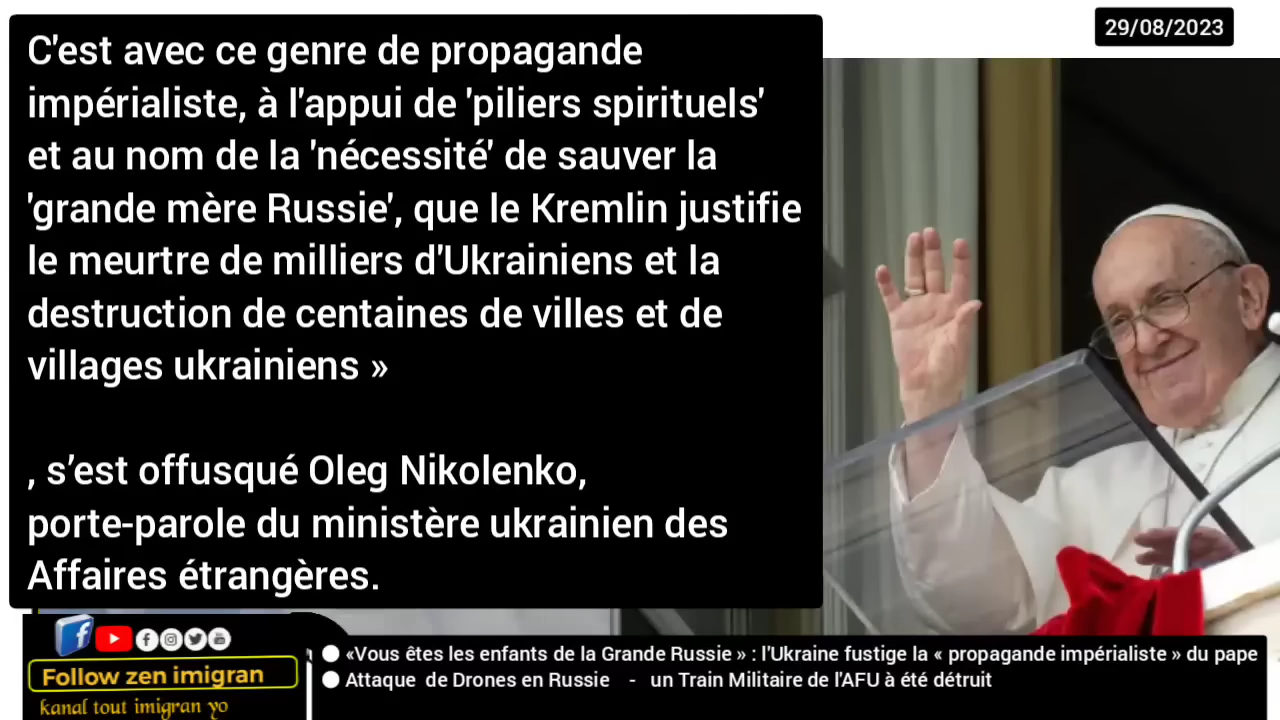 29/08/2023
C'est avec ce genre de propagande
impérialiste, à l'appui de 'piliers spirituels'
et au nom de la 'nécessité' de sauver la
'grande mère Russie', que le Kremlin justifie
le meurtre de milliers d'Ukrainiens et la
destruction de centaines de villes et de
villages ukrainiens »
, s’est offusqué Oleg Nikolenko,
porte-parole du ministère ukrainien des
Affaires étrangères.
Follow zen imigran
kanal tout imigran yo
«Vous êtes les enfants de la Grande Russie » : l'Ukraine fustige la « propagande impérialiste » du pape
Attaque de Drones en Russie - un Train Militaire de l'AFU à été détruit